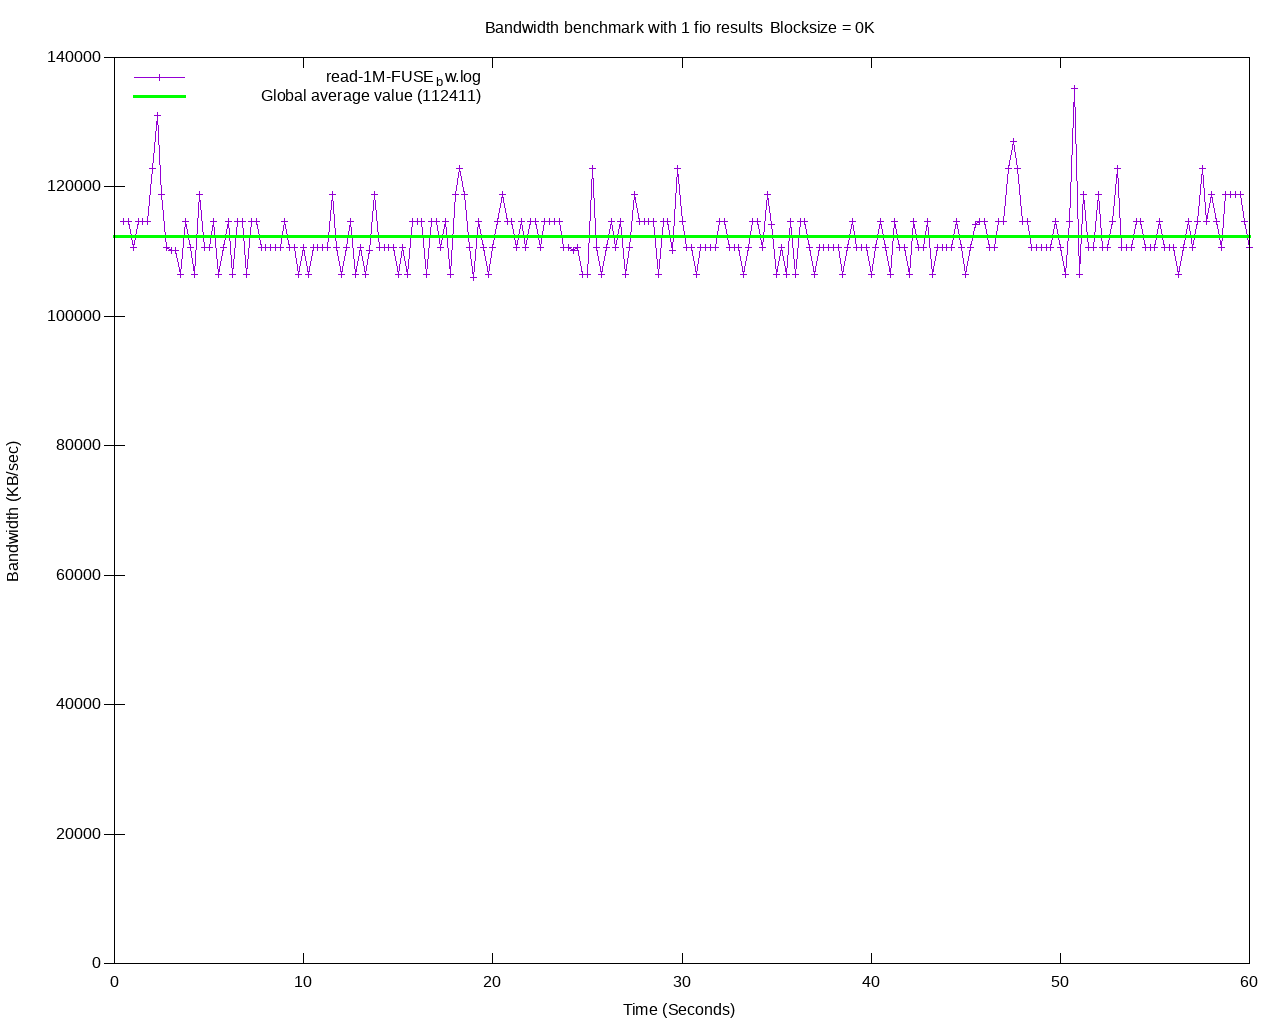 Bandwidth benchmark with 1 fio results Blocksize = 0K
140000
120000
100000
80000
60000
40000
20000
0
read-1M-FUSE_bw.log
Global average value (112411)
Bandwidth (KB/sec)
0 10 20 30 40 50 60
Time (Seconds)